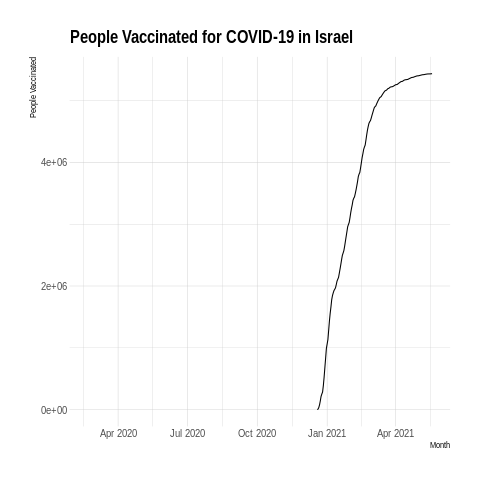 People Vaccinated for COVID-19 in Israel
People Vaccinated
4e+06
2e+06
0e+00
Apr 2020 Jul 2020 Oct 2020 Jan 2021 Apr 2021
Month